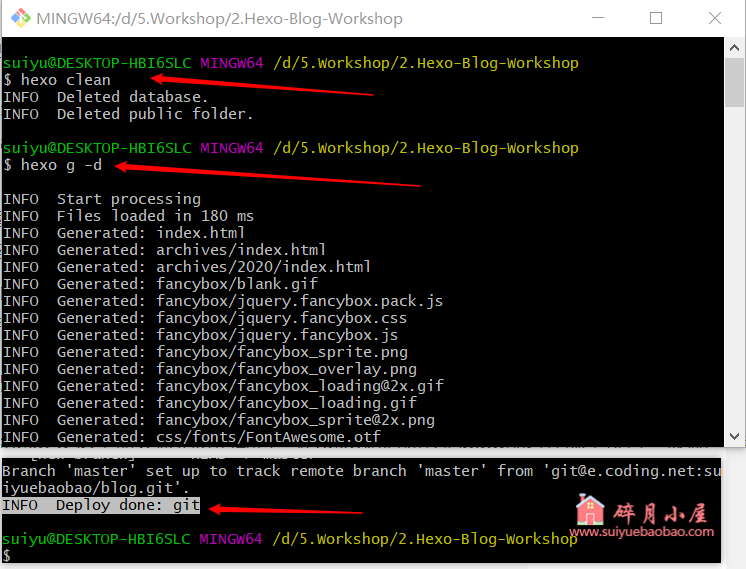 MINGW64:/d/5.Workshop/2.Hexo-Blog-Workshop
suiyu@DESKTOP-HBI6SLC MINGW64 /d/5.Workshop/2.Hexo-Blog-Workshop
$ hexo clean
INFO  Deleted database.
INFO  Deleted public folder.
suiyu@DESKTOP-HBI6SLC MINGW64 /d/5.Workshop/2.Hexo-Blog-Workshop
$ hexo g -d
INFO  Start processing
INFO  Files loaded in 180 ms
INFO  Generated: index.html
INFO  Generated: archives/index.html
INFO  Generated: archives/2020/index.html
INFO  Generated: fancybox/blank.gif
INFO  Generated: fancybox/jquery.fancybox.pack.js
INFO  Generated: fancybox/jquery.fancybox.css
INFO  Generated: fancybox/jquery.fancybox.js
INFO  Generated: fancybox/fancybox_sprite.png
INFO  Generated: fancybox/fancybox_overlay.png
INFO  Generated: fancybox/fancybox_loading@2x.gif
INFO  Generated: fancybox/fancybox_loading.gif
INFO  Generated: fancybox/fancybox_sprite@2x.png
INFO  Generated: css/fonts/FontAwesome.otf
Branch 'master' set up to track remote branch 'master' from 'git@e.coding.net:su
iyuebaobao/blog.git'.
INFO  Deploy done: git
碎月小屋
www.suiyuebaobao.com
suiyu@DESKTOP-HBI6SLC MINGW64 /d/5.Workshop/2.Hexo-Blog-Workshop
$